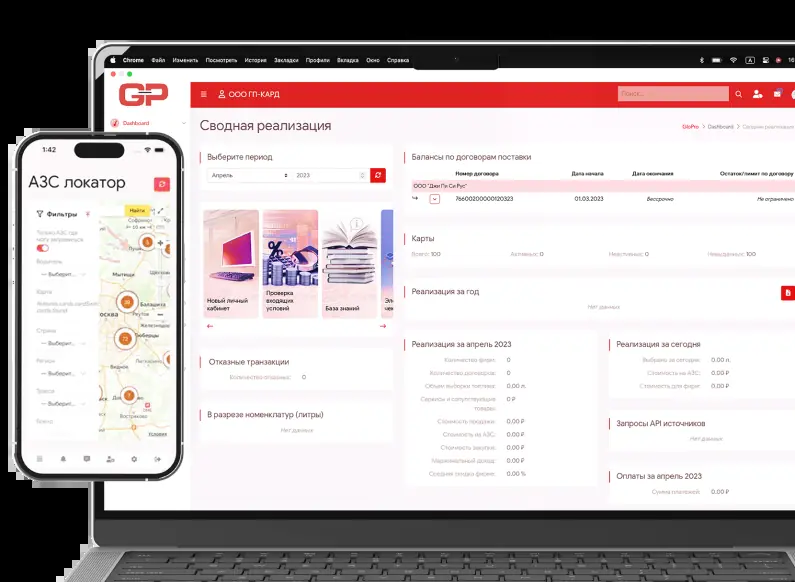 Chrome Файл Изменить Посмотреть История Закладки Профили Вкладка Окно Справка
GP
ООО ГП-КАРД
Поиск...
Dashboard
Сводная реализация
GdoPro > Dashboard > Сводная реализация
Выберите период
Апрель 2023
Новый личный кабинет
Проверка входящих условий
База знаний
Отказные транзакции
Количество отказных: 0
В разрезе номенклатур (литры)
Нет данных
Балансы по договорам поставки
Номер договора Дата начала Дата окончания Остаток/лимит по договору
ООО "Джи Пи Си Рус"
76600200000120323 01.03.2023 Бессрочно Не ограничено
Карты
Всего: 100 Активных: 0 Неактивных: 0 Невыданных: 100
Реализация за год
Нет данных
Реализация за апрель 2023
Количество фирм: 0
Количество договоров: 0
Объем выборки топлива: 0,00 л.
Сервисы и сопутствующие товары: 0 ₽
Стоимость продажи: 0,00 ₽
Стоимость на АЗС: 0,00 ₽
Стоимость закупки: 0,00 ₽
Маржинальный доход: 0,00 ₽
Средняя скидка фирме: 0,00 %
Реализация за сегодня
Выбрано за сегодня: 0,00 л.
Стоимость на АЗС: 0,00 ₽
Стоимость для фирм: 0,00 ₽
Запросы API источников
Нет данных
Оплаты за апрель 2023
Сумма платежей: 0,00 ₽
1:42
АЗС локатор
Фильтры
Только АЗС где могу заправиться
Водитель
— Выберит...
Карта
Страна
— Выберит...
Регион
— Выберит...
Трасса
— Выберит...
Найти
Мытищи
Балашиха
Реутов
Люберцы
Видное
Условия